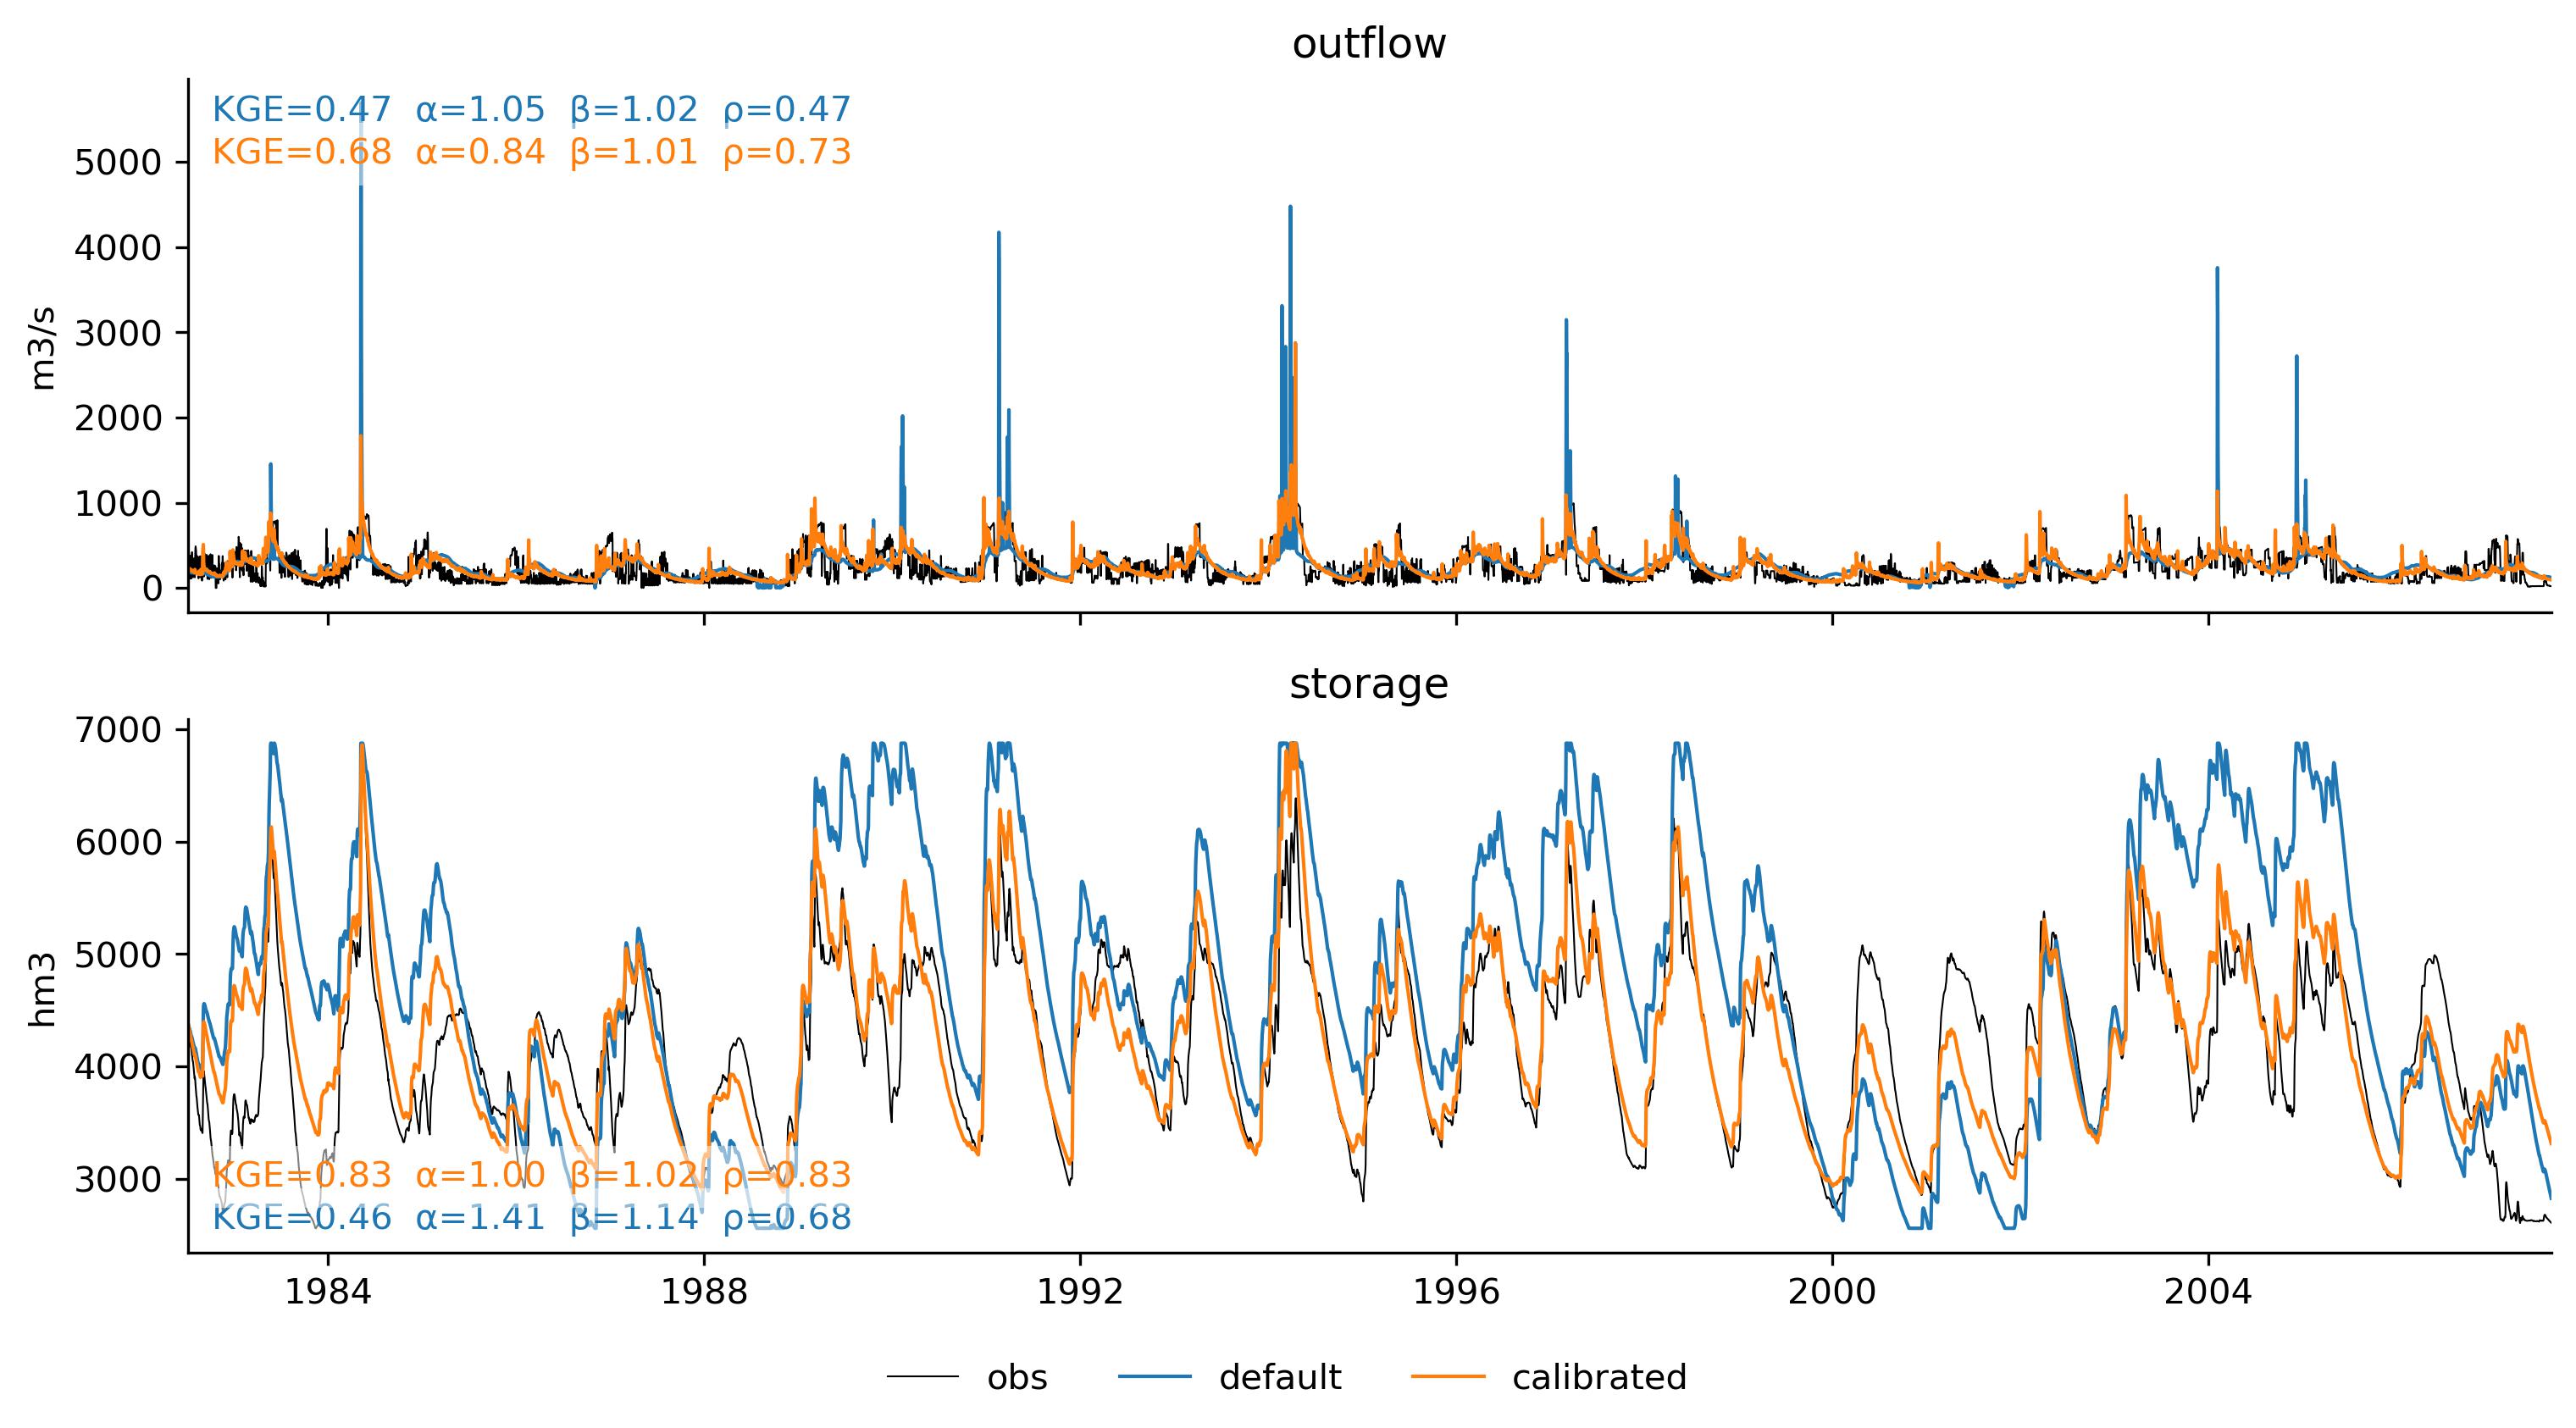 outflow
KGE=0.47 α=1.05 β=1.02 ρ=0.47
KGE=0.68 α=0.84 β=1.01 ρ=0.73
5000
4000
3000
2000
1000
0
m3/s
storage
7000
6000
5000
4000
3000
hm3
KGE=0.83 α=1.00 β=1.02 ρ=0.83
KGE=0.46 α=1.41 β=1.14 ρ=0.68
1984 1988 1992 1996 2000 2004
obs default calibrated